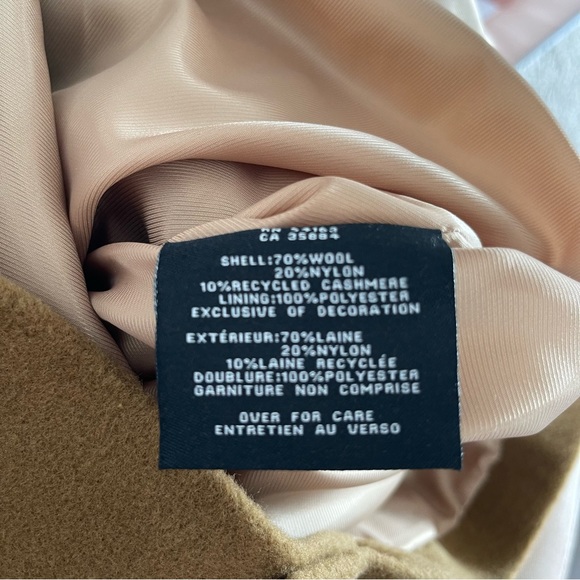 CA 35884
SHELL:70%WOOL
20%NYLON
10%RECYCLED CASHMERE
LINING:100%POLYESTER
EXCLUSIVE OF DECORATION
EXTÉRIEUR:70%LAINE
20%NYLON
10%LAINE RECYCLÉE
DOUBLURE:100%POLYESTER
GARNITURE NON COMPRISE
OVER FOR CARE
ENTRETIEN AU VERSO